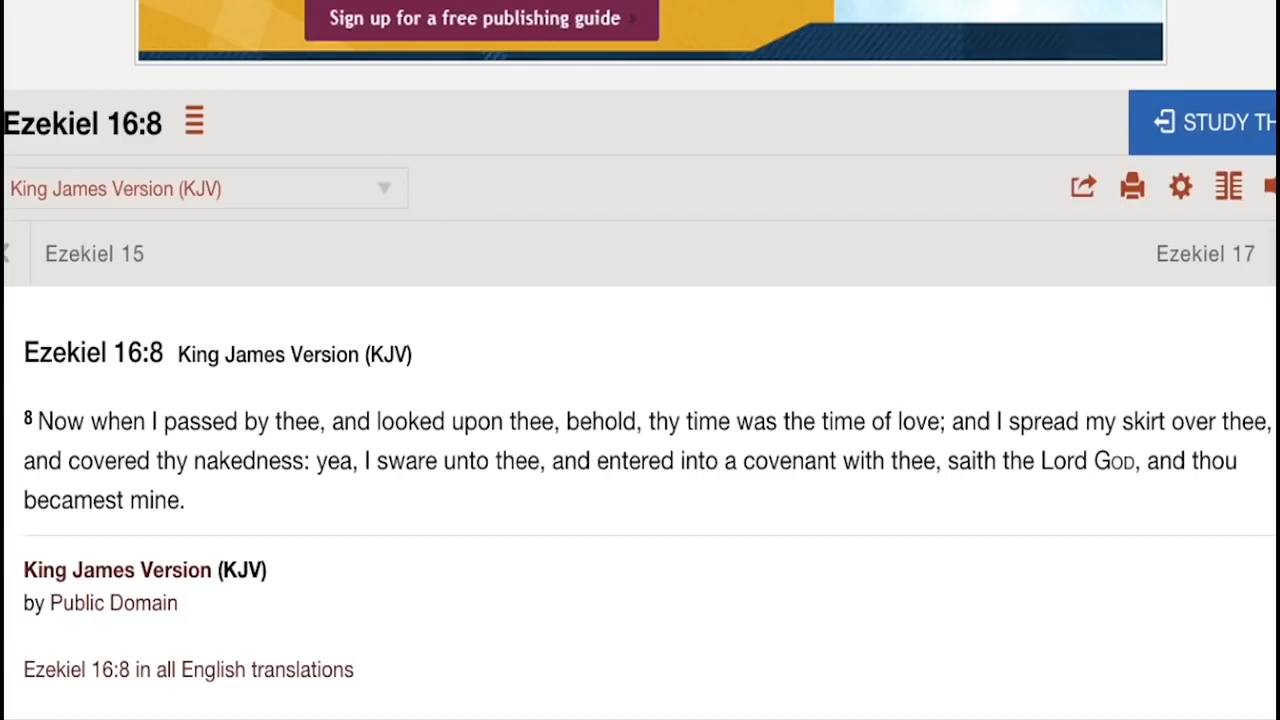 Sign up for a free publishing guide
Ezekiel 16:8
STUDY TH
King James Version (KJV)
Ezekiel 15
Ezekiel 17
Ezekiel 16:8 King James Version (KJV)
8 Now when I passed by thee, and looked upon thee, behold, thy time was the time of love; and I spread my skirt over thee,
and covered thy nakedness: yea, I sware unto thee, and entered into a covenant with thee, saith the Lord GOD, and thou
becamest mine.
King James Version (KJV)
by Public Domain
Ezekiel 16:8 in all English translations